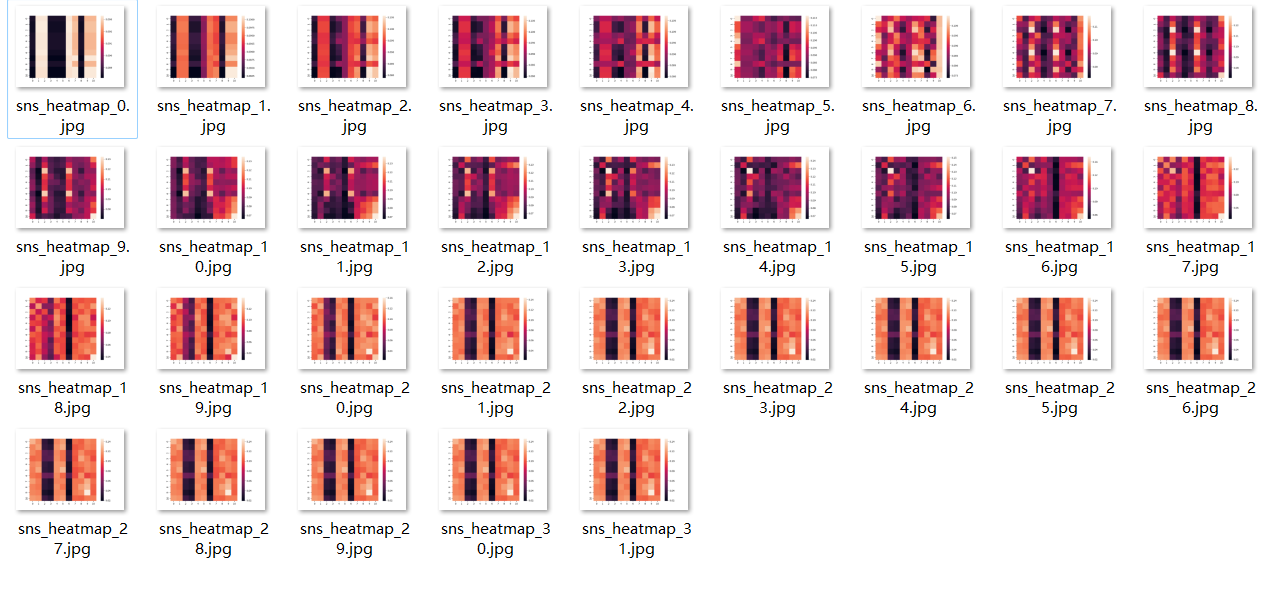 sns_heatmap_0.
jpg
sns_heatmap_1.
jpg
sns_heatmap_2.
jpg
sns_heatmap_3.
jpg
sns_heatmap_4.
jpg
sns_heatmap_5.
jpg
sns_heatmap_6.
jpg
sns_heatmap_7.
jpg
sns_heatmap_8.
jpg
sns_heatmap_9.
jpg
sns_heatmap_1
0.jpg
sns_heatmap_1
1.jpg
sns_heatmap_1
2.jpg
sns_heatmap_1
3.jpg
sns_heatmap_1
4.jpg
sns_heatmap_1
5.jpg
sns_heatmap_1
6.jpg
sns_heatmap_1
7.jpg
sns_heatmap_1
8.jpg
sns_heatmap_1
9.jpg
sns_heatmap_2
0.jpg
sns_heatmap_2
1.jpg
sns_heatmap_2
2.jpg
sns_heatmap_2
3.jpg
sns_heatmap_2
4.jpg
sns_heatmap_2
5.jpg
sns_heatmap_2
6.jpg
sns_heatmap_2
7.jpg
sns_heatmap_2
8.jpg
sns_heatmap_2
9.jpg
sns_heatmap_3
0.jpg
sns_heatmap_3
1.jpg